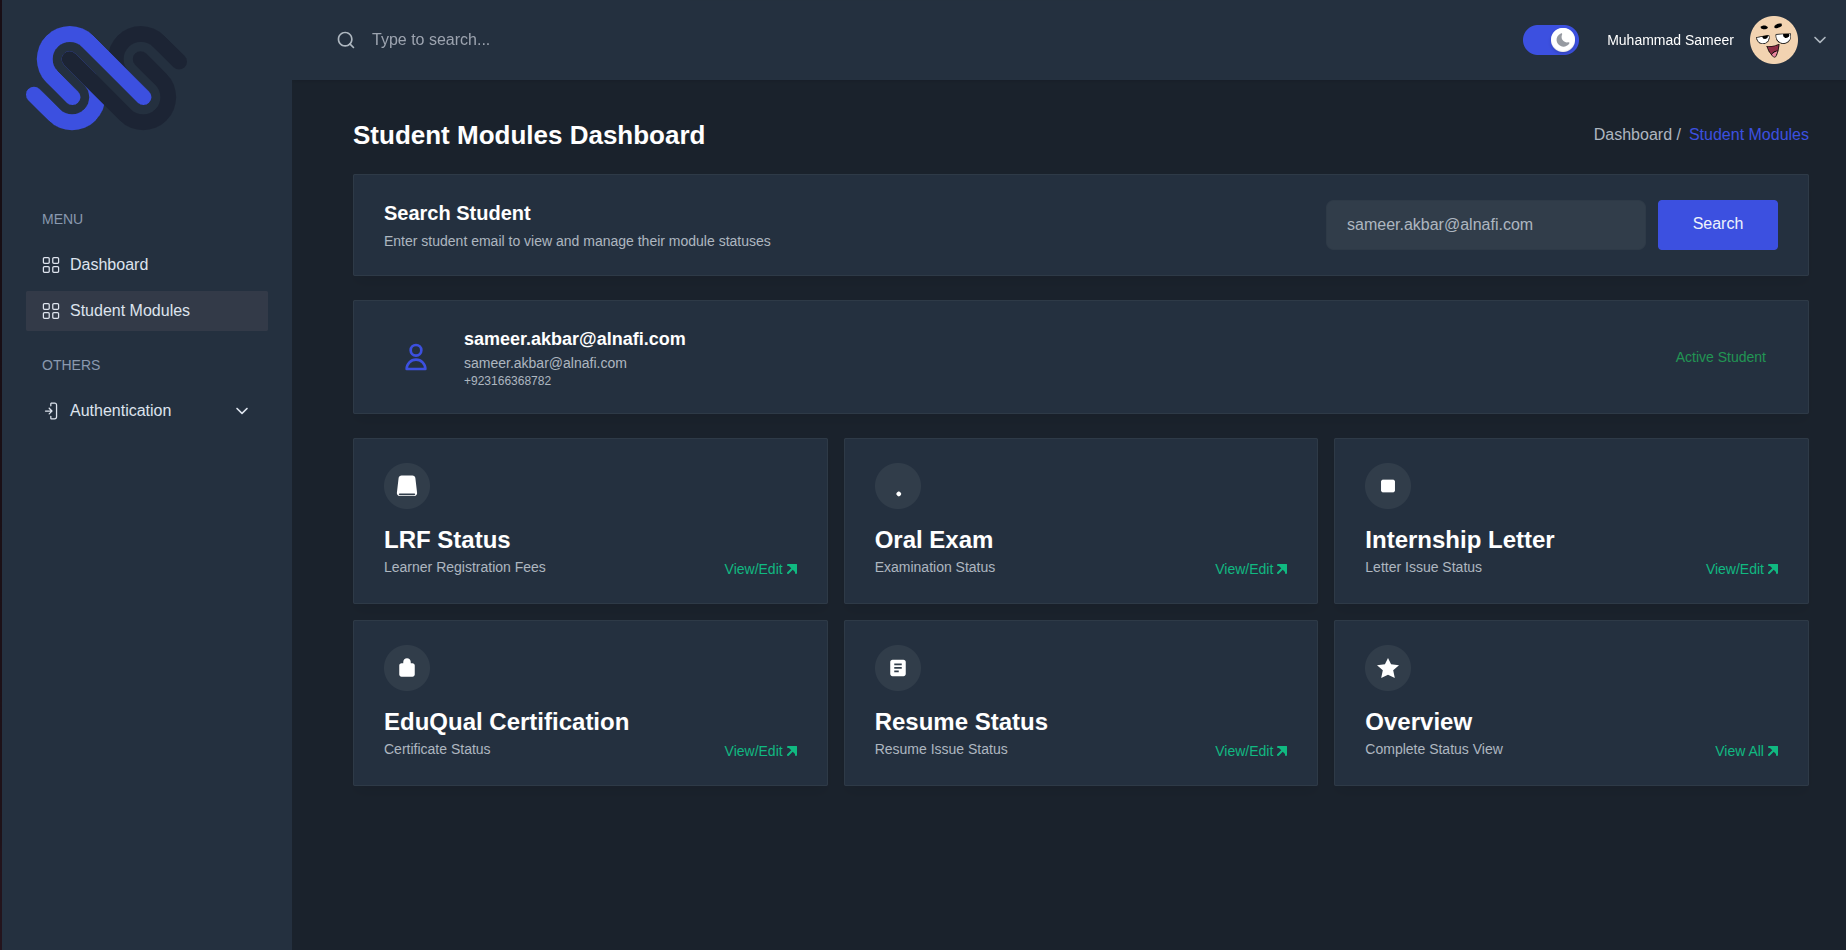 Type to search...
Muhammad Sameer
MENU
Dashboard
Student Modules
OTHERS
Authentication
Student Modules Dashboard
Dashboard / Student Modules
Search Student
Enter student email to view and manage their module statuses
sameer.akbar@alnafi.com
Search
sameer.akbar@alnafi.com
sameer.akbar@alnafi.com
+923166368782
Active Student
LRF Status
Learner Registration Fees
View/Edit
Oral Exam
Examination Status
View/Edit
Internship Letter
Letter Issue Status
View/Edit
EduQual Certification
Certificate Status
View/Edit
Resume Status
Resume Issue Status
View/Edit
Overview
Complete Status View
View All